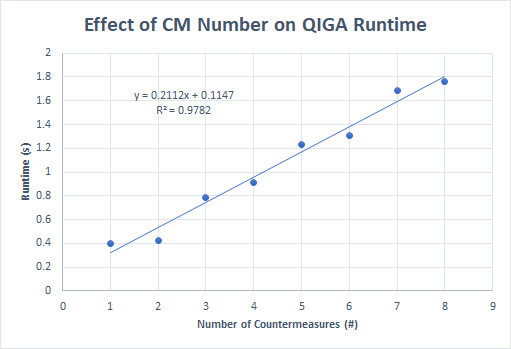 Effect of CM Number on QIGA Runtime
2
1.8
1.6
1.4
1.2
1
0.8
0.6
0.4
0.2
0
y = 0.2112x + 0.1147
R² = 0.9782
Runtime (s)
0 1 2 3 4 5 6 7 8 9
Number of Countermeasures (#)